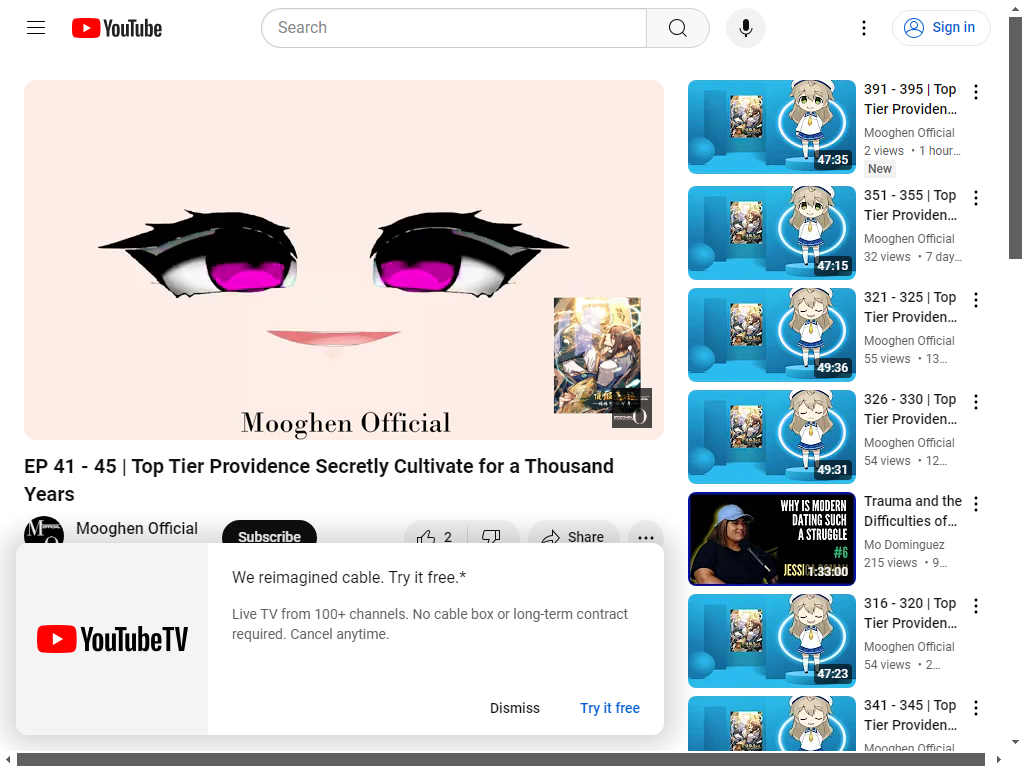 YouTube
Search
Sign in
Mooghen Official
EP 41 - 45 | Top Tier Providence Secretly Cultivate for a Thousand
Years
Mooghen Official
Subscribe
2
Share
YouTubeTV
We reimagined cable. Try it free.*
Live TV from 100+ channels. No cable box or long-term contract
required. Cancel anytime.
Dismiss
Try it free
47:35
391 - 395 | Top
Tier Providen...
Mooghen Official
2 views • 1 hour...
New
47:15
351 - 355 | Top
Tier Providen...
Mooghen Official
32 views • 7 day...
49:36
321 - 325 | Top
Tier Providen...
Mooghen Official
55 views • 13...
49:31
326 - 330 | Top
Tier Providen...
Mooghen Official
54 views • 12...
WHY IS MODERN
DATING SUCH
A STRUGGLE
#6
1:33:00
Trauma and the
Difficulties of...
Mo Dominguez
215 views • 9...
47:23
316 - 320 | Top
Tier Providen...
Mooghen Official
54 views • 2...
341 - 345 | Top
Tier Providen...
Mooghen Official